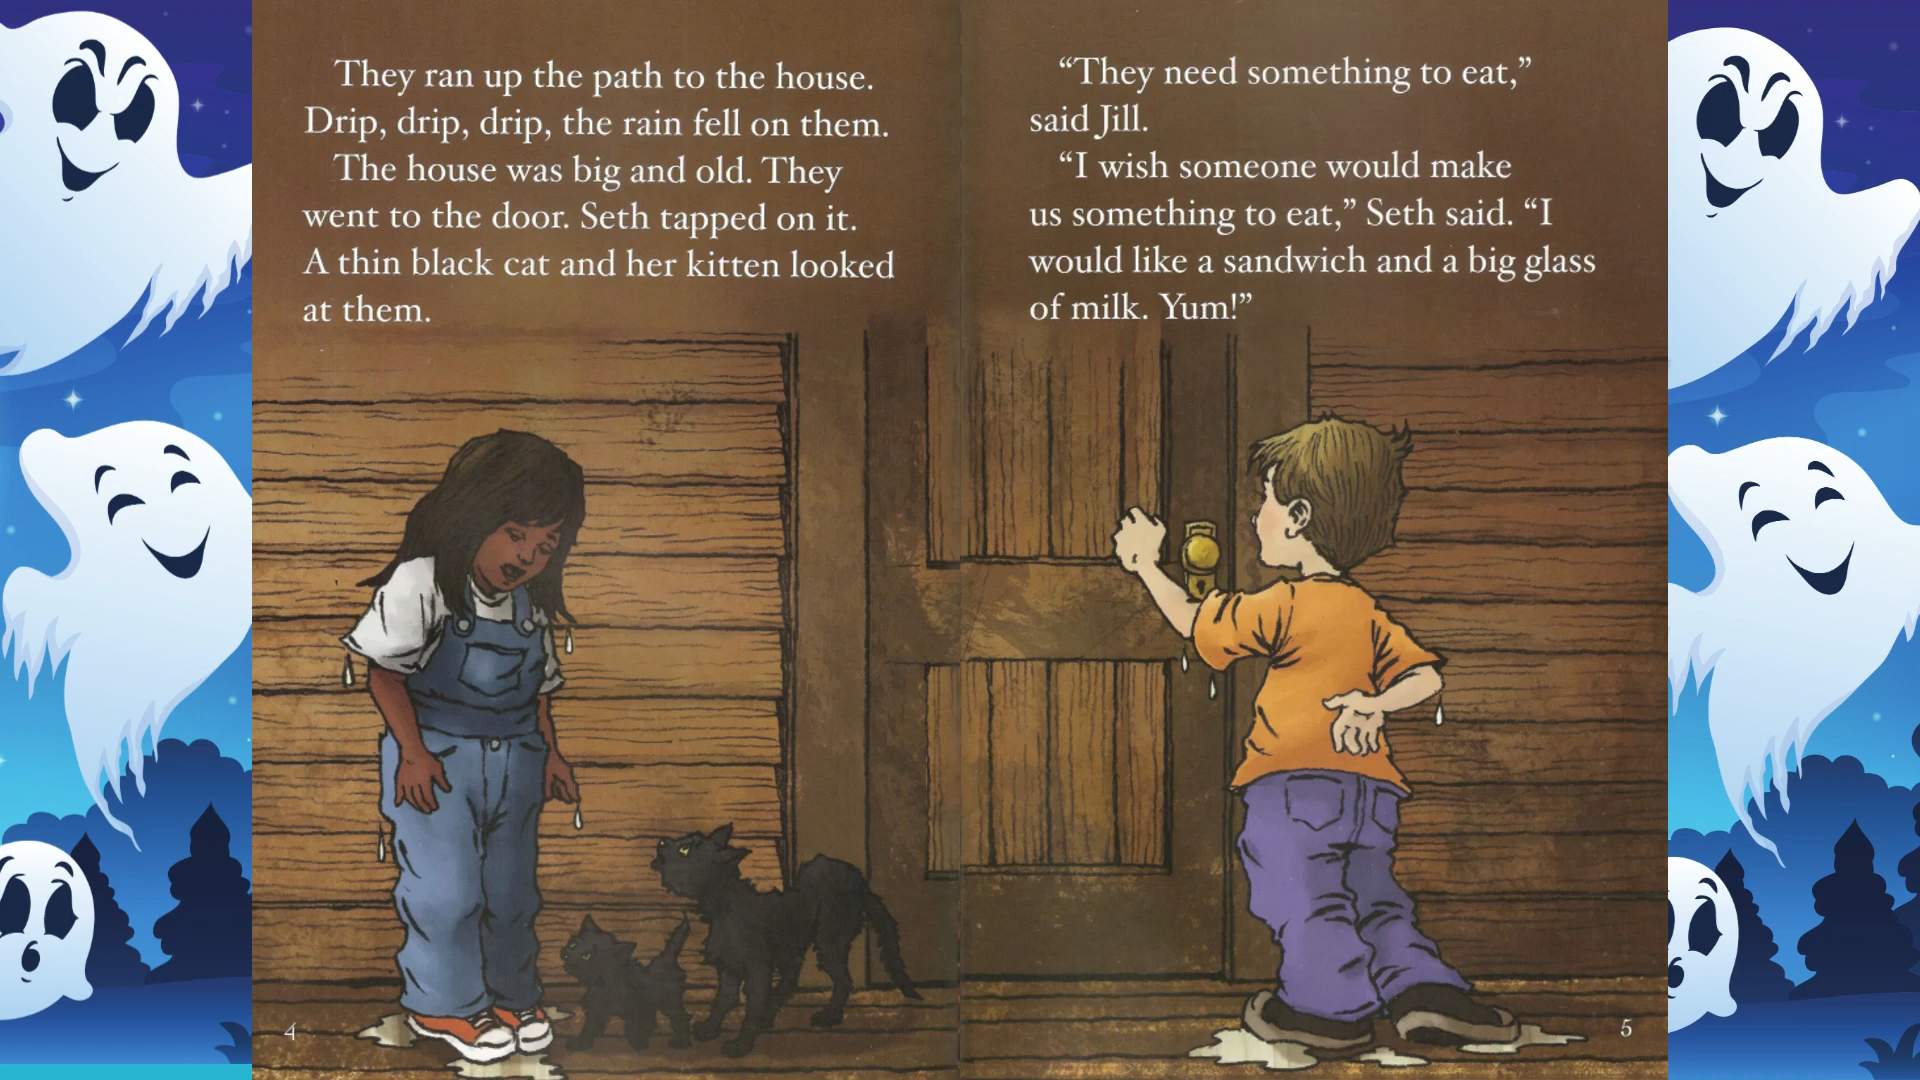 They ran up the path to the house.
Drip, drip, drip, the rain fell on them.
The house was big and old. They
went to the door. Seth tapped on it.
A thin black cat and her kitten looked
at them.
4
“They need something to eat,”
said Jill.
“I wish someone would make
us something to eat,” Seth said. “I
would like a sandwich and a big glass
of milk. Yum!”
5